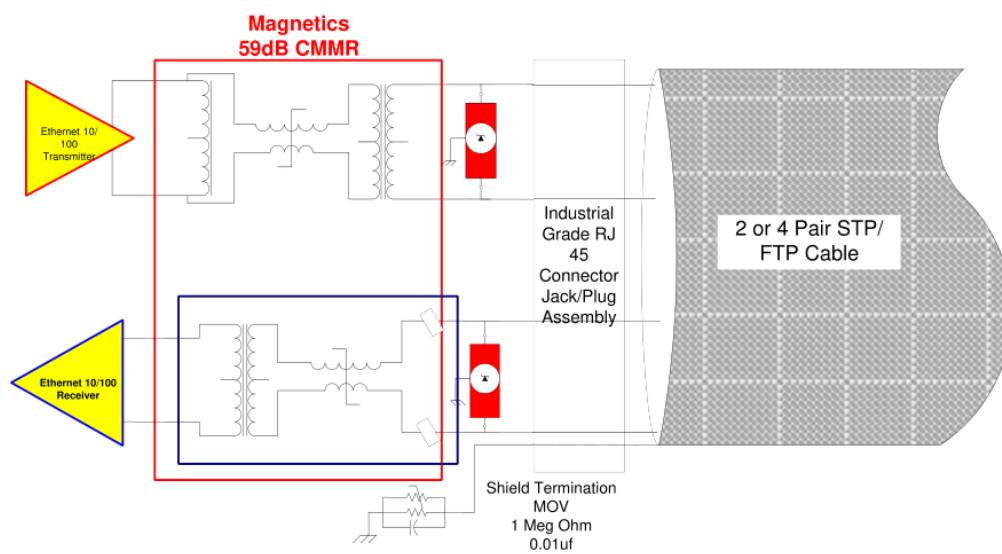 Magnetics
59dB CMMR
Ethernet 10/
100
Transmitter
Industrial
Grade RJ
45
Connector
Jack/Plug
Assembly
2 or 4 Pair STP/
FTP Cable
Ethernet 10/100
Receiver
Shield Termination
MOV
1 Meg Ohm
0.01uf